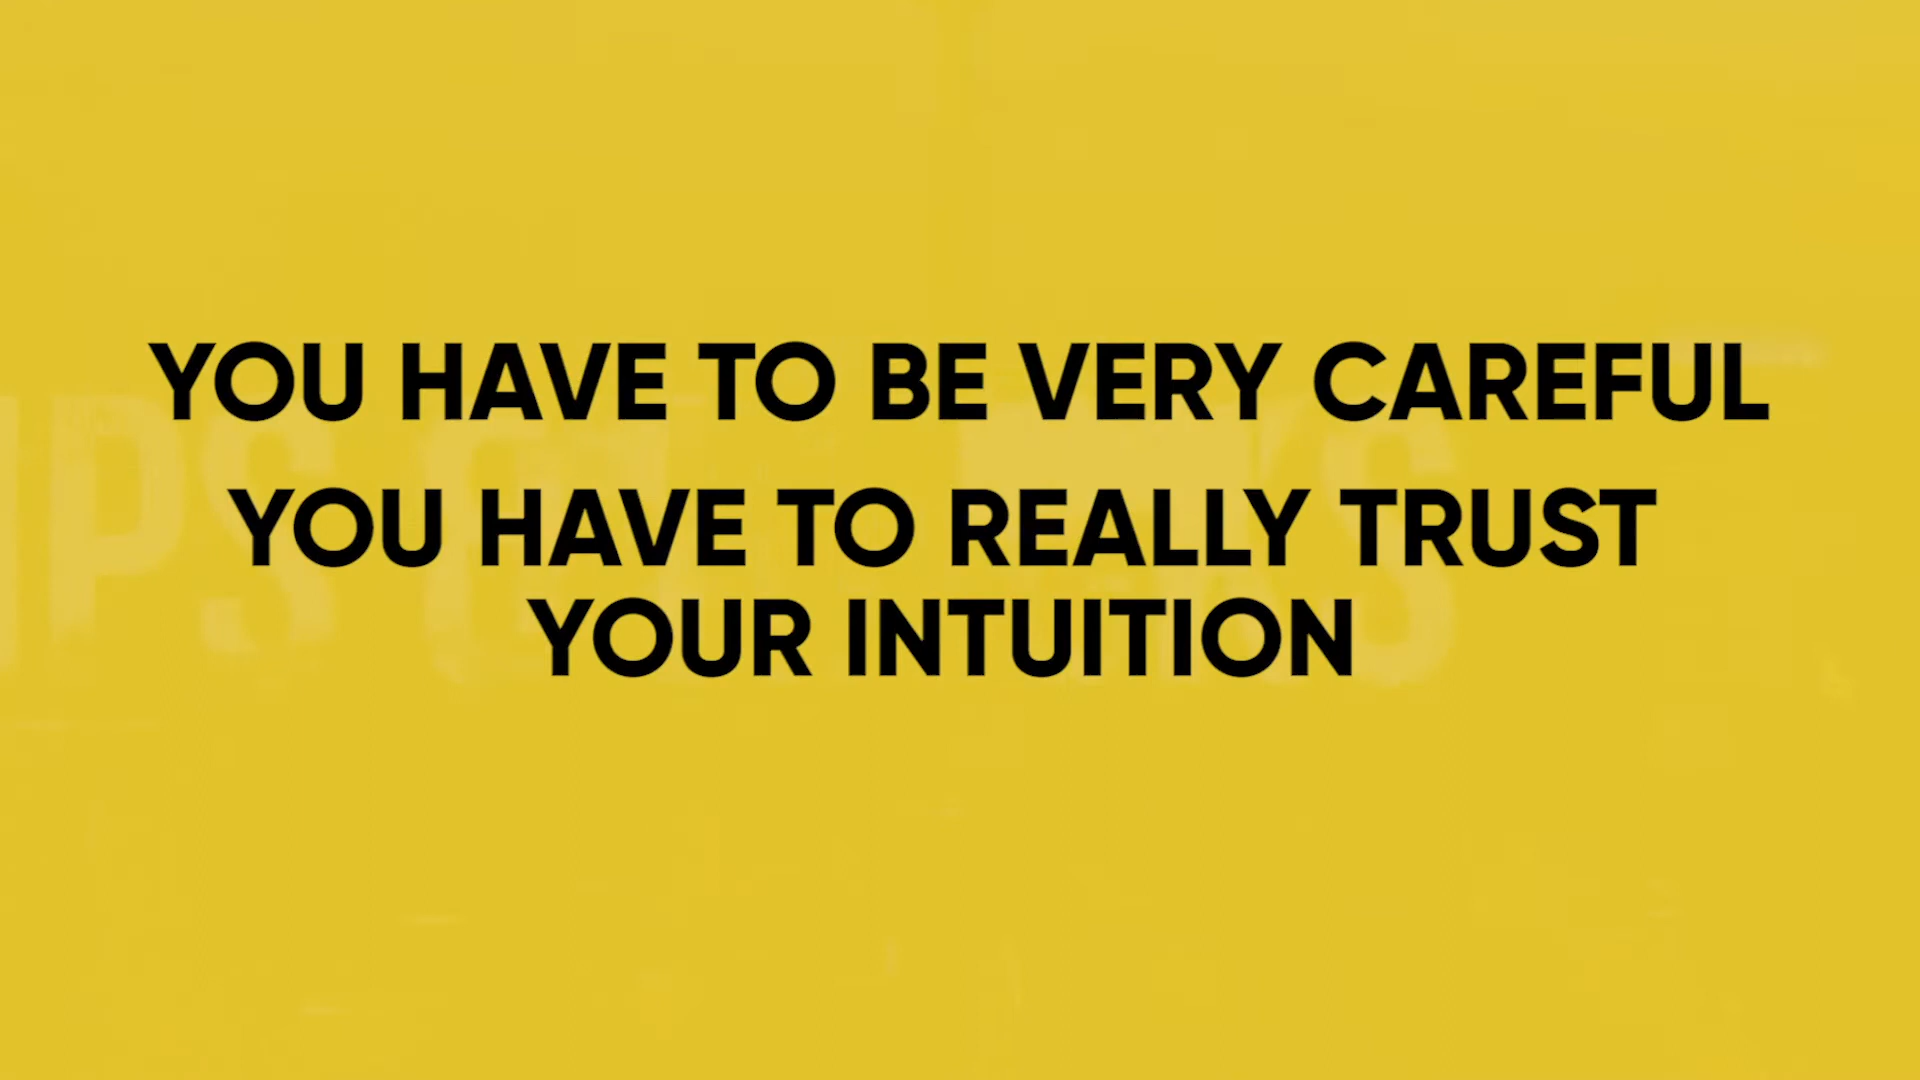 YOU HAVE TO BE VERY CAREFUL
YOU HAVE TO REALLY TRUST
YOUR INTUITION